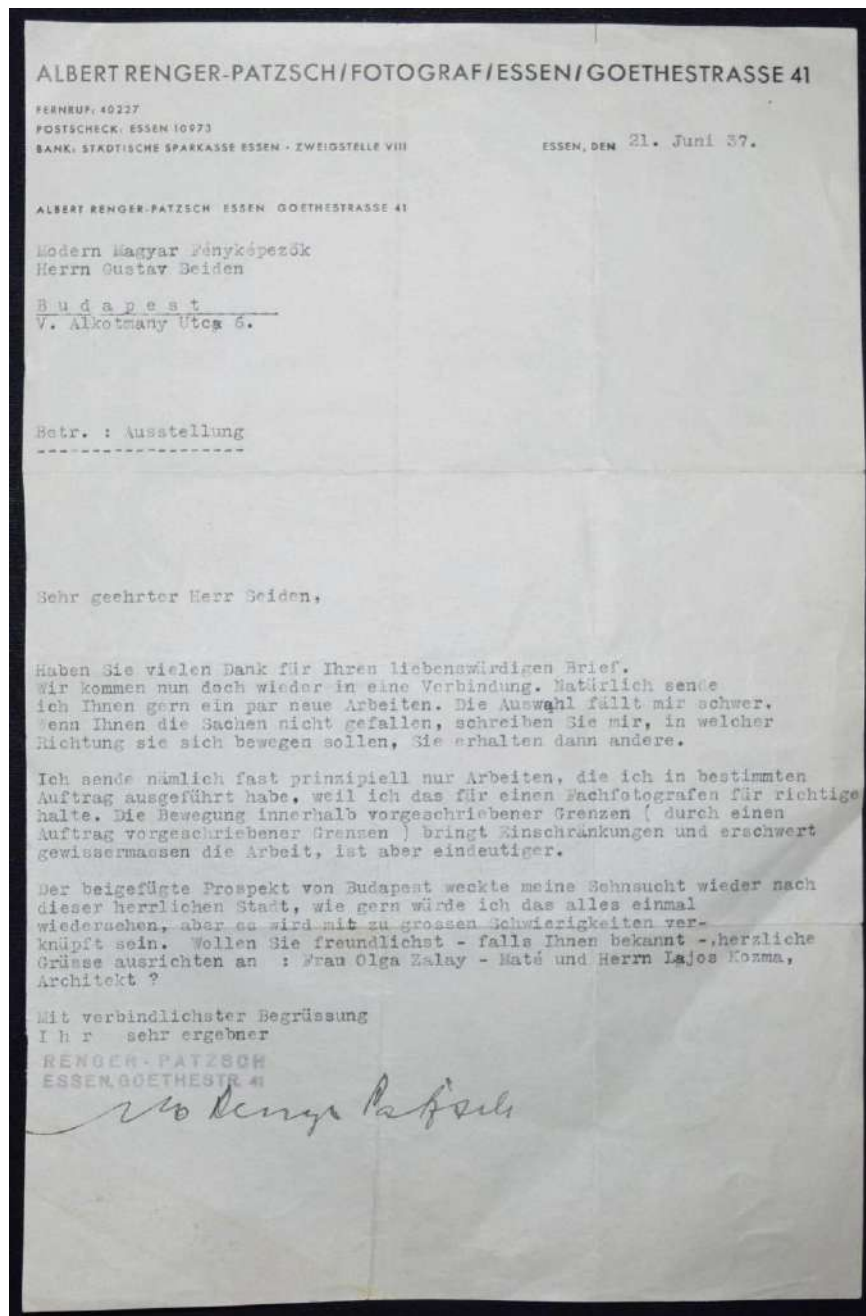 ALBERT RENGER-PATZSCH/FOTOGRAF/ESSEN/GOETHESTRASSE 41
FERNRUF: 40227
POSTSCHECK: ESSEN 10973
BANK: STÄDTISCHE SPARKASSE ESSEN - ZWEIGSTELLE VIII
ESSEN, DEN 21. Juni 37.
ALBERT RENGER-PATZSCH ESSEN GOETHESTRASSE 41
Modern Magyar Fényképezők
Herrn Gustav Seiden
B u d a p e s t
V. Alkotmany Utca 6.
Betr. : Ausstellung
-------------------
Sehr geehrter Herr Seiden,
Haben Sie vielen Dank für Ihren liebenswürdigen Brief.
Wir kommen nun doch wieder in eine Verbindung. Natürlich sende
ich Ihnen gern ein par neue Arbeiten. Die Auswahl fällt mir schwer.
Wenn Ihnen die Sachen nicht gefallen, schreiben Sie mir, in welcher
Richtung sie sich bewegen sollen, Sie erhalten dann andere.
Ich sende nämlich fast prinzipiell nur Arbeiten, die ich in bestimmten
Auftrag ausgeführt habe, weil ich das für einen Fachfotografen für richtige
halte. Die Bewegung innerhalb vorgeschriebener Grenzen ( durch einen
Auftrag vorgeschriebener Grenzen ) bringt Einschränkungen und erschwert
gewissermassen die Arbeit, ist aber eindeutiger.
Der beigefügte Prospekt von Budapest weckte meine Sehnsucht wieder nach
dieser herrlichen Stadt, wie gern würde ich das alles einmal
wiedersehen, aber es wird mit zu grossen Schwierigkeiten ver-
knüpft sein. Wollen Sie freundlichst - falls Ihnen bekannt -,herzliche
Grüsse ausrichten an : Frau Olga Zalay - Maté und Herrn Lajos Kozma,
Architekt ?
Mit verbindlichster Begrüssung
I h r sehr ergebner
RENGER-PATZSCH
ESSEN, GOETHESTR. 41
Renger Patzsch